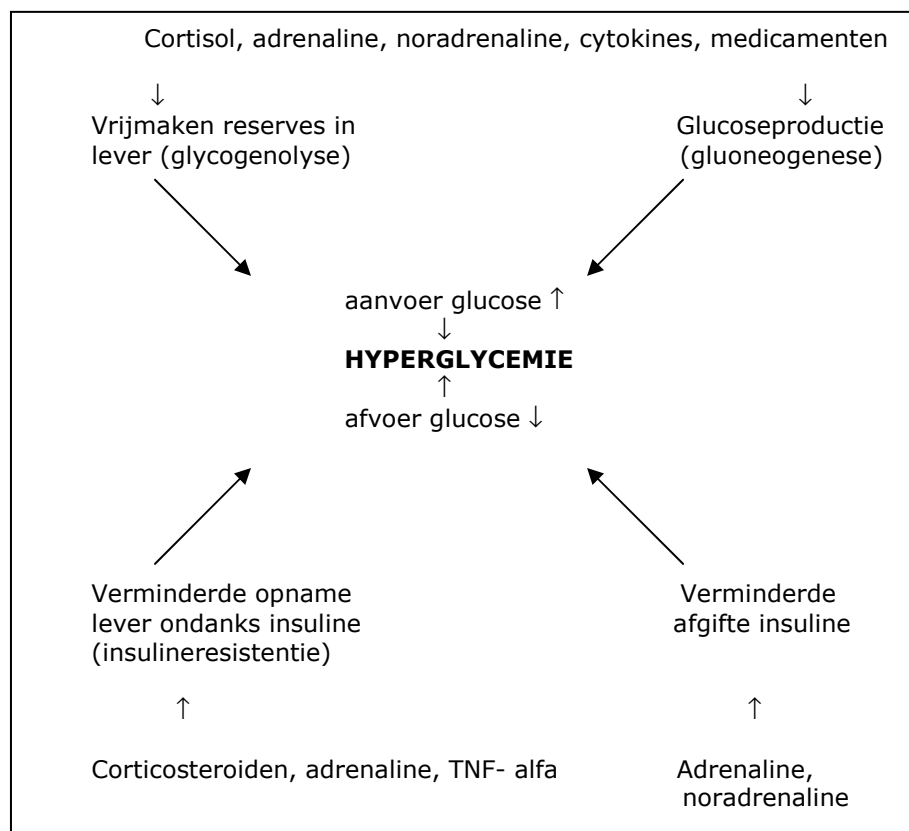 Cortisol, adrenaline, noradrenaline, cytokines, medicamenten
↓ ↓
Vrijmaken reserves in
lever (glycogenolyse)
Glucoseproductie
(gluoneogenese)
aanvoer glucose ↑
↓
HYPERGLYCEMIE
↑
afvoer glucose ↓
Verminderde opname
lever ondanks insuline
(insulineresistentie)
Verminderde
afgifte insuline
↑ ↑
Corticosteroiden, adrenaline, TNF- alfa
Adrenaline,
noradrenaline